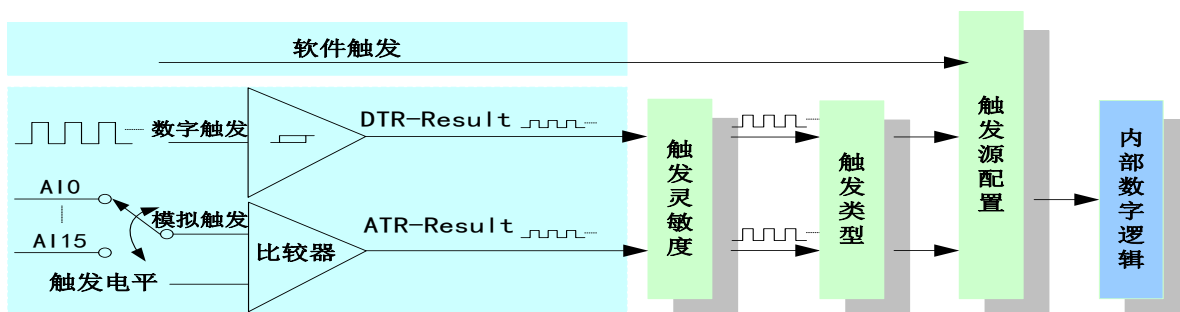 软件触发
数字触发
DTR-Result
AI0
AI15
模拟触发
触发电平
比较器
ATR-Result
触发灵敏度
触发类型
触发源配置
内部数字逻辑